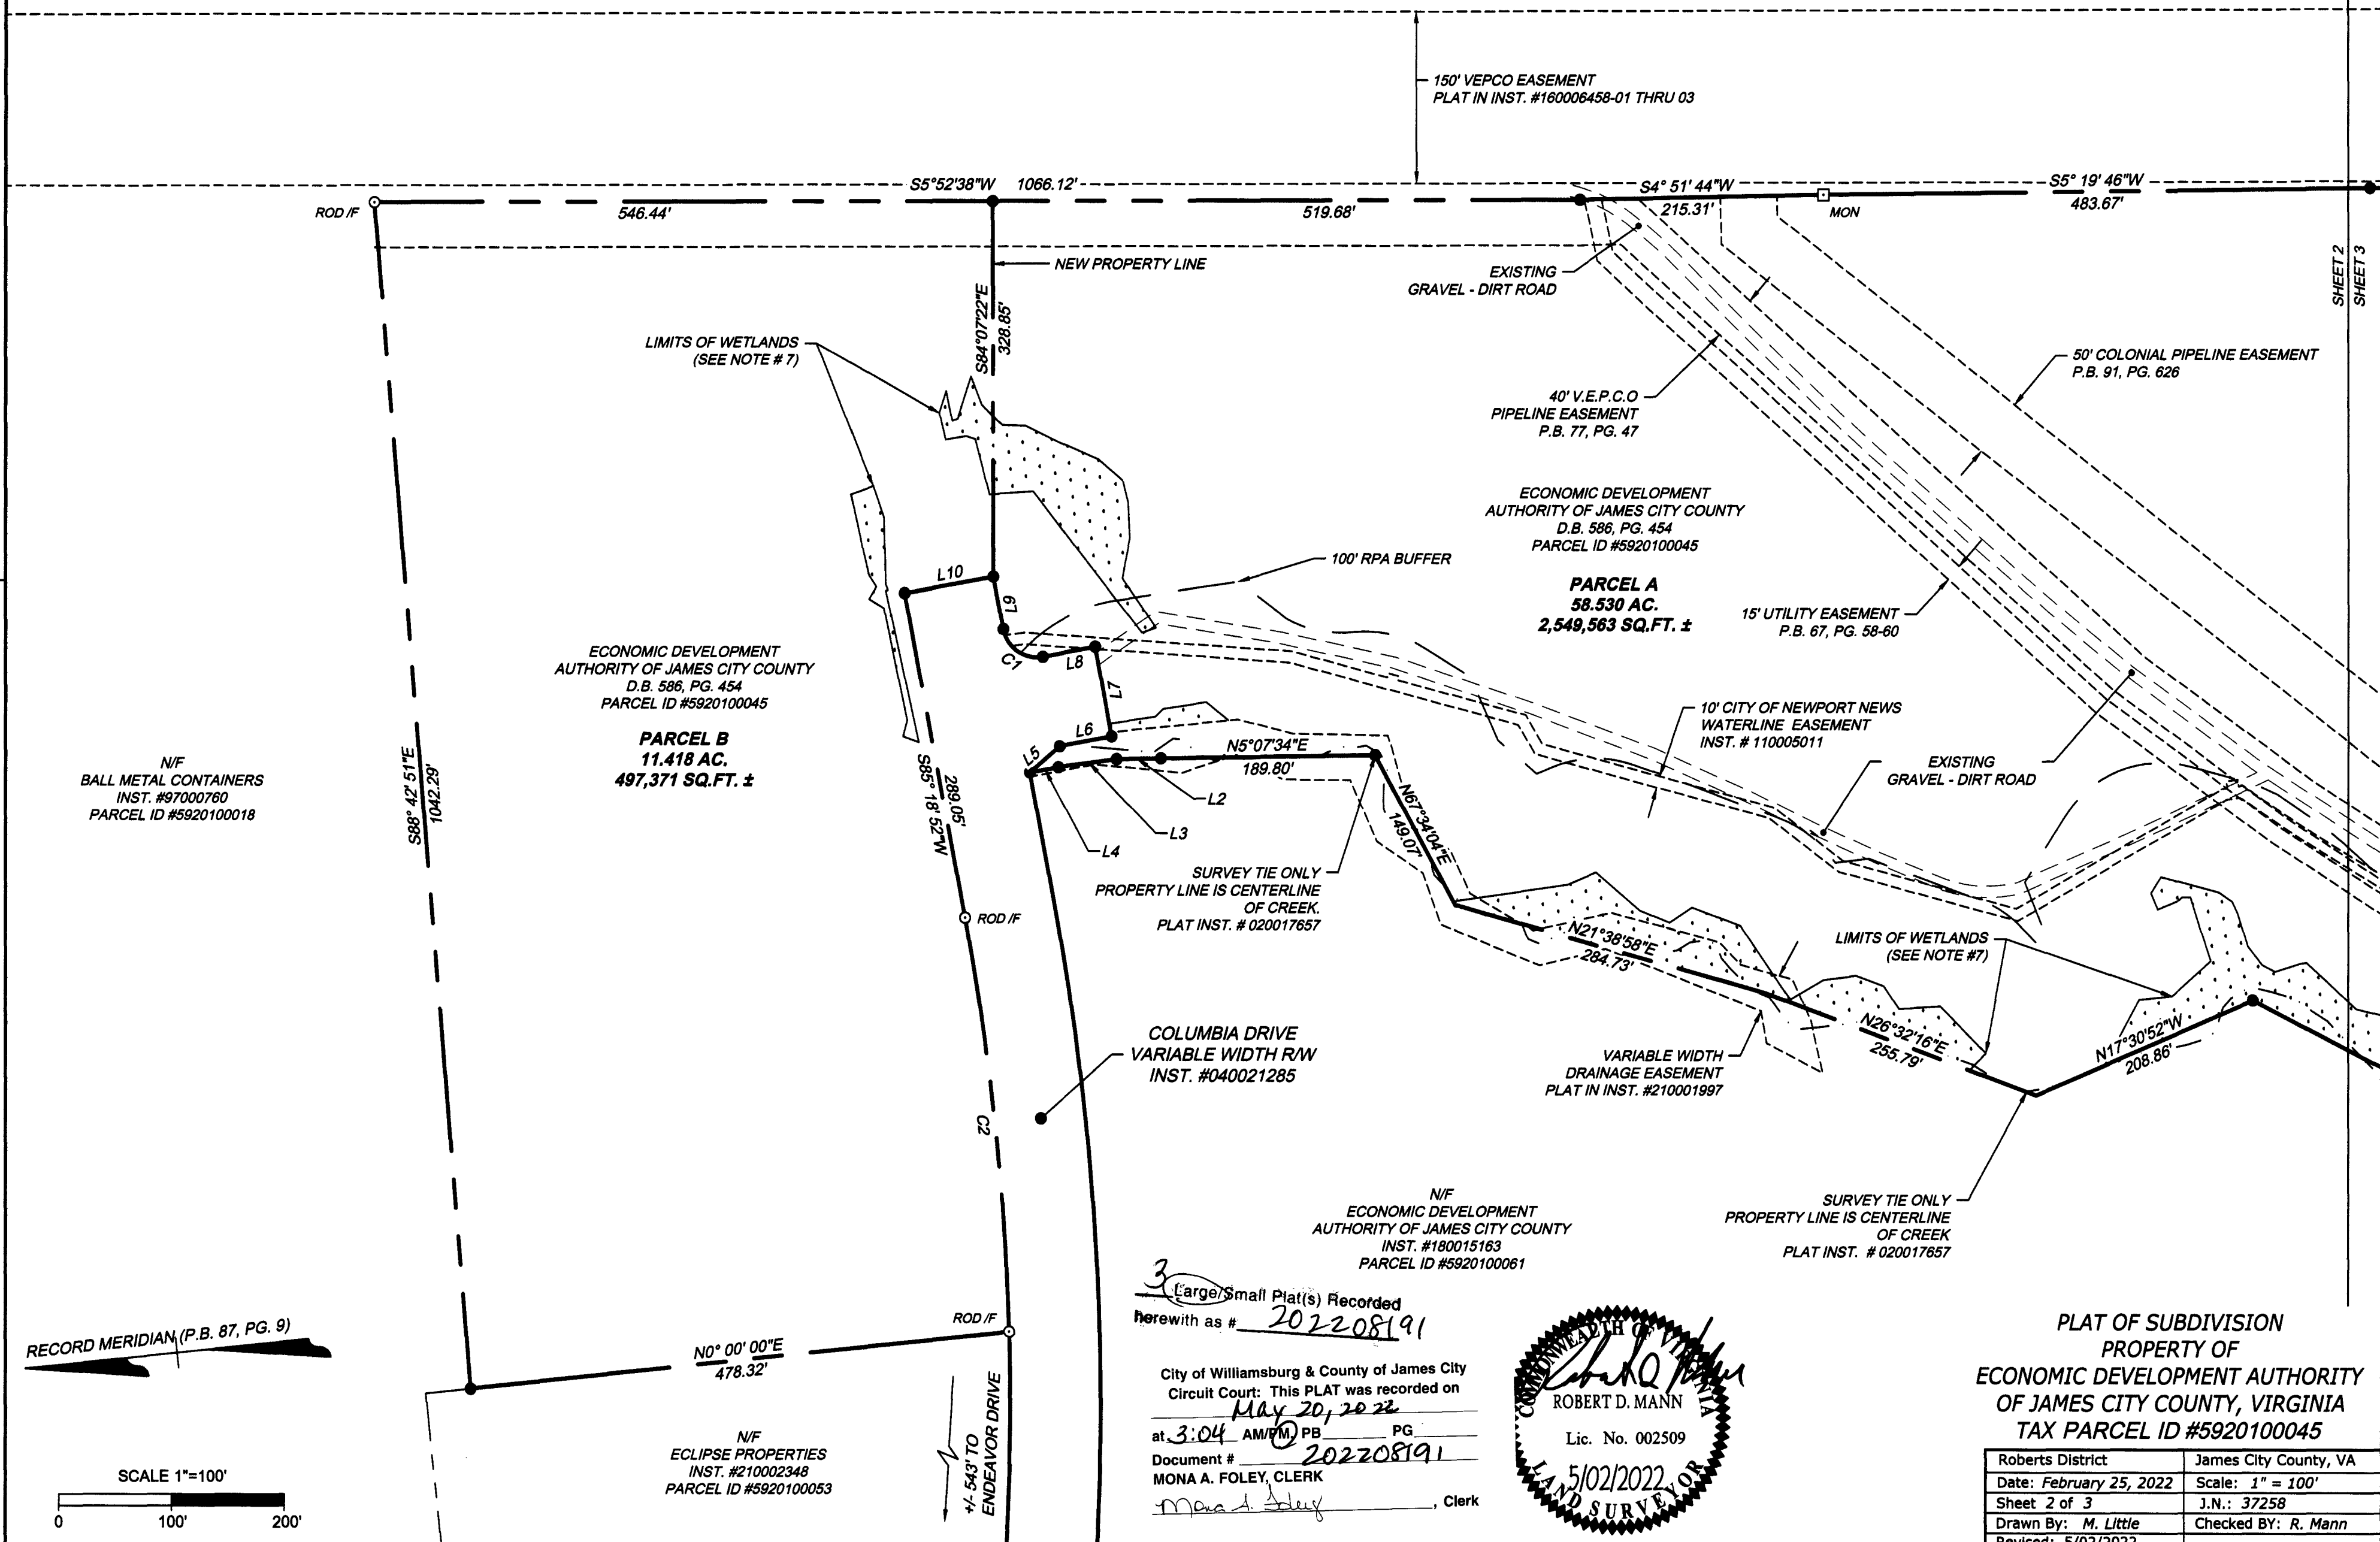 150' VEPCO EASEMENT
PLAT IN INST. #160006458-01 THRU 03
S5°52'38"W 1066.12'
S4° 51' 44"W
S5° 19' 46"W
ROD /F
546.44'
519.68'
215.31'
MON
483.67'
NEW PROPERTY LINE
EXISTING
GRAVEL - DIRT ROAD
SHEET 2
SHEET 3
S84°07'22"E
328.85'
LIMITS OF WETLANDS
(SEE NOTE # 7)
50' COLONIAL PIPELINE EASEMENT
P.B. 91, PG. 626
40' V.E.P.C.O
PIPELINE EASEMENT
P.B. 77, PG. 47
ECONOMIC DEVELOPMENT
AUTHORITY OF JAMES CITY COUNTY
D.B. 586, PG. 454
PARCEL ID #5920100045
PARCEL A
58.530 AC.
2,549,563 SQ.FT. ±
100' RPA BUFFER
15' UTILITY EASEMENT
P.B. 67, PG. 58-60
L10
L9
C1
L8
L7
L6
L5
ECONOMIC DEVELOPMENT
AUTHORITY OF JAMES CITY COUNTY
D.B. 586, PG. 454
PARCEL ID #5920100045
PARCEL B
11.418 AC.
497,371 SQ.FT. ±
10' CITY OF NEWPORT NEWS
WATERLINE EASEMENT
INST. # 110005011
EXISTING
GRAVEL - DIRT ROAD
N5°07'34"E
189.80'
N/F
BALL METAL CONTAINERS
INST. #97000760
PARCEL ID #5920100018
S88° 42' 51"E
1042.29'
S85° 18' 52"W
289.05'
L2
L3
L4
N67°34'04"E
149.07'
SURVEY TIE ONLY
PROPERTY LINE IS CENTERLINE
OF CREEK.
PLAT INST. # 020017657
ROD /F
N21°38'58"E
284.73'
LIMITS OF WETLANDS
(SEE NOTE #7)
COLUMBIA DRIVE
VARIABLE WIDTH R/W
INST. #040021285
C2
VARIABLE WIDTH
DRAINAGE EASEMENT
PLAT IN INST. #210001997
N26°32'16"E
255.79'
N17°30'52"W
208.86'
SURVEY TIE ONLY
PROPERTY LINE IS CENTERLINE
OF CREEK
PLAT INST. # 020017657
N/F
ECONOMIC DEVELOPMENT
AUTHORITY OF JAMES CITY COUNTY
INST. #180015163
PARCEL ID #5920100061
RECORD MERIDIAN (P.B. 87, PG. 9)
ROD /F
N0° 00' 00"E
478.32'
N/F
ECLIPSE PROPERTIES
INST. #210002348
PARCEL ID #5920100053
+/- 543' TO
ENDEAVOR DRIVE
SCALE 1"=100'
0 100' 200'
3 Large/Small Plat(s) Recorded
herewith as # 202208191
City of Williamsburg & County of James City
Circuit Court: This PLAT was recorded on
May 20, 2022
at 3:04 AM/PM, PB PG
Document # 202208191
MONA A. FOLEY, CLERK
Mona A. Foley, Clerk
COMMONWEALTH OF VIRGINIA
ROBERT D. MANN
Lic. No. 002509
5/02/2022
LAND SURVEYOR
PLAT OF SUBDIVISION
PROPERTY OF
ECONOMIC DEVELOPMENT AUTHORITY
OF JAMES CITY COUNTY, VIRGINIA
TAX PARCEL ID #5920100045
Roberts District James City County, VA
Date: February 25, 2022 Scale: 1" = 100'
Sheet 2 of 3 J.N.: 37258
Drawn By: M. Little Checked BY: R. Mann
Revised: 5/02/2022